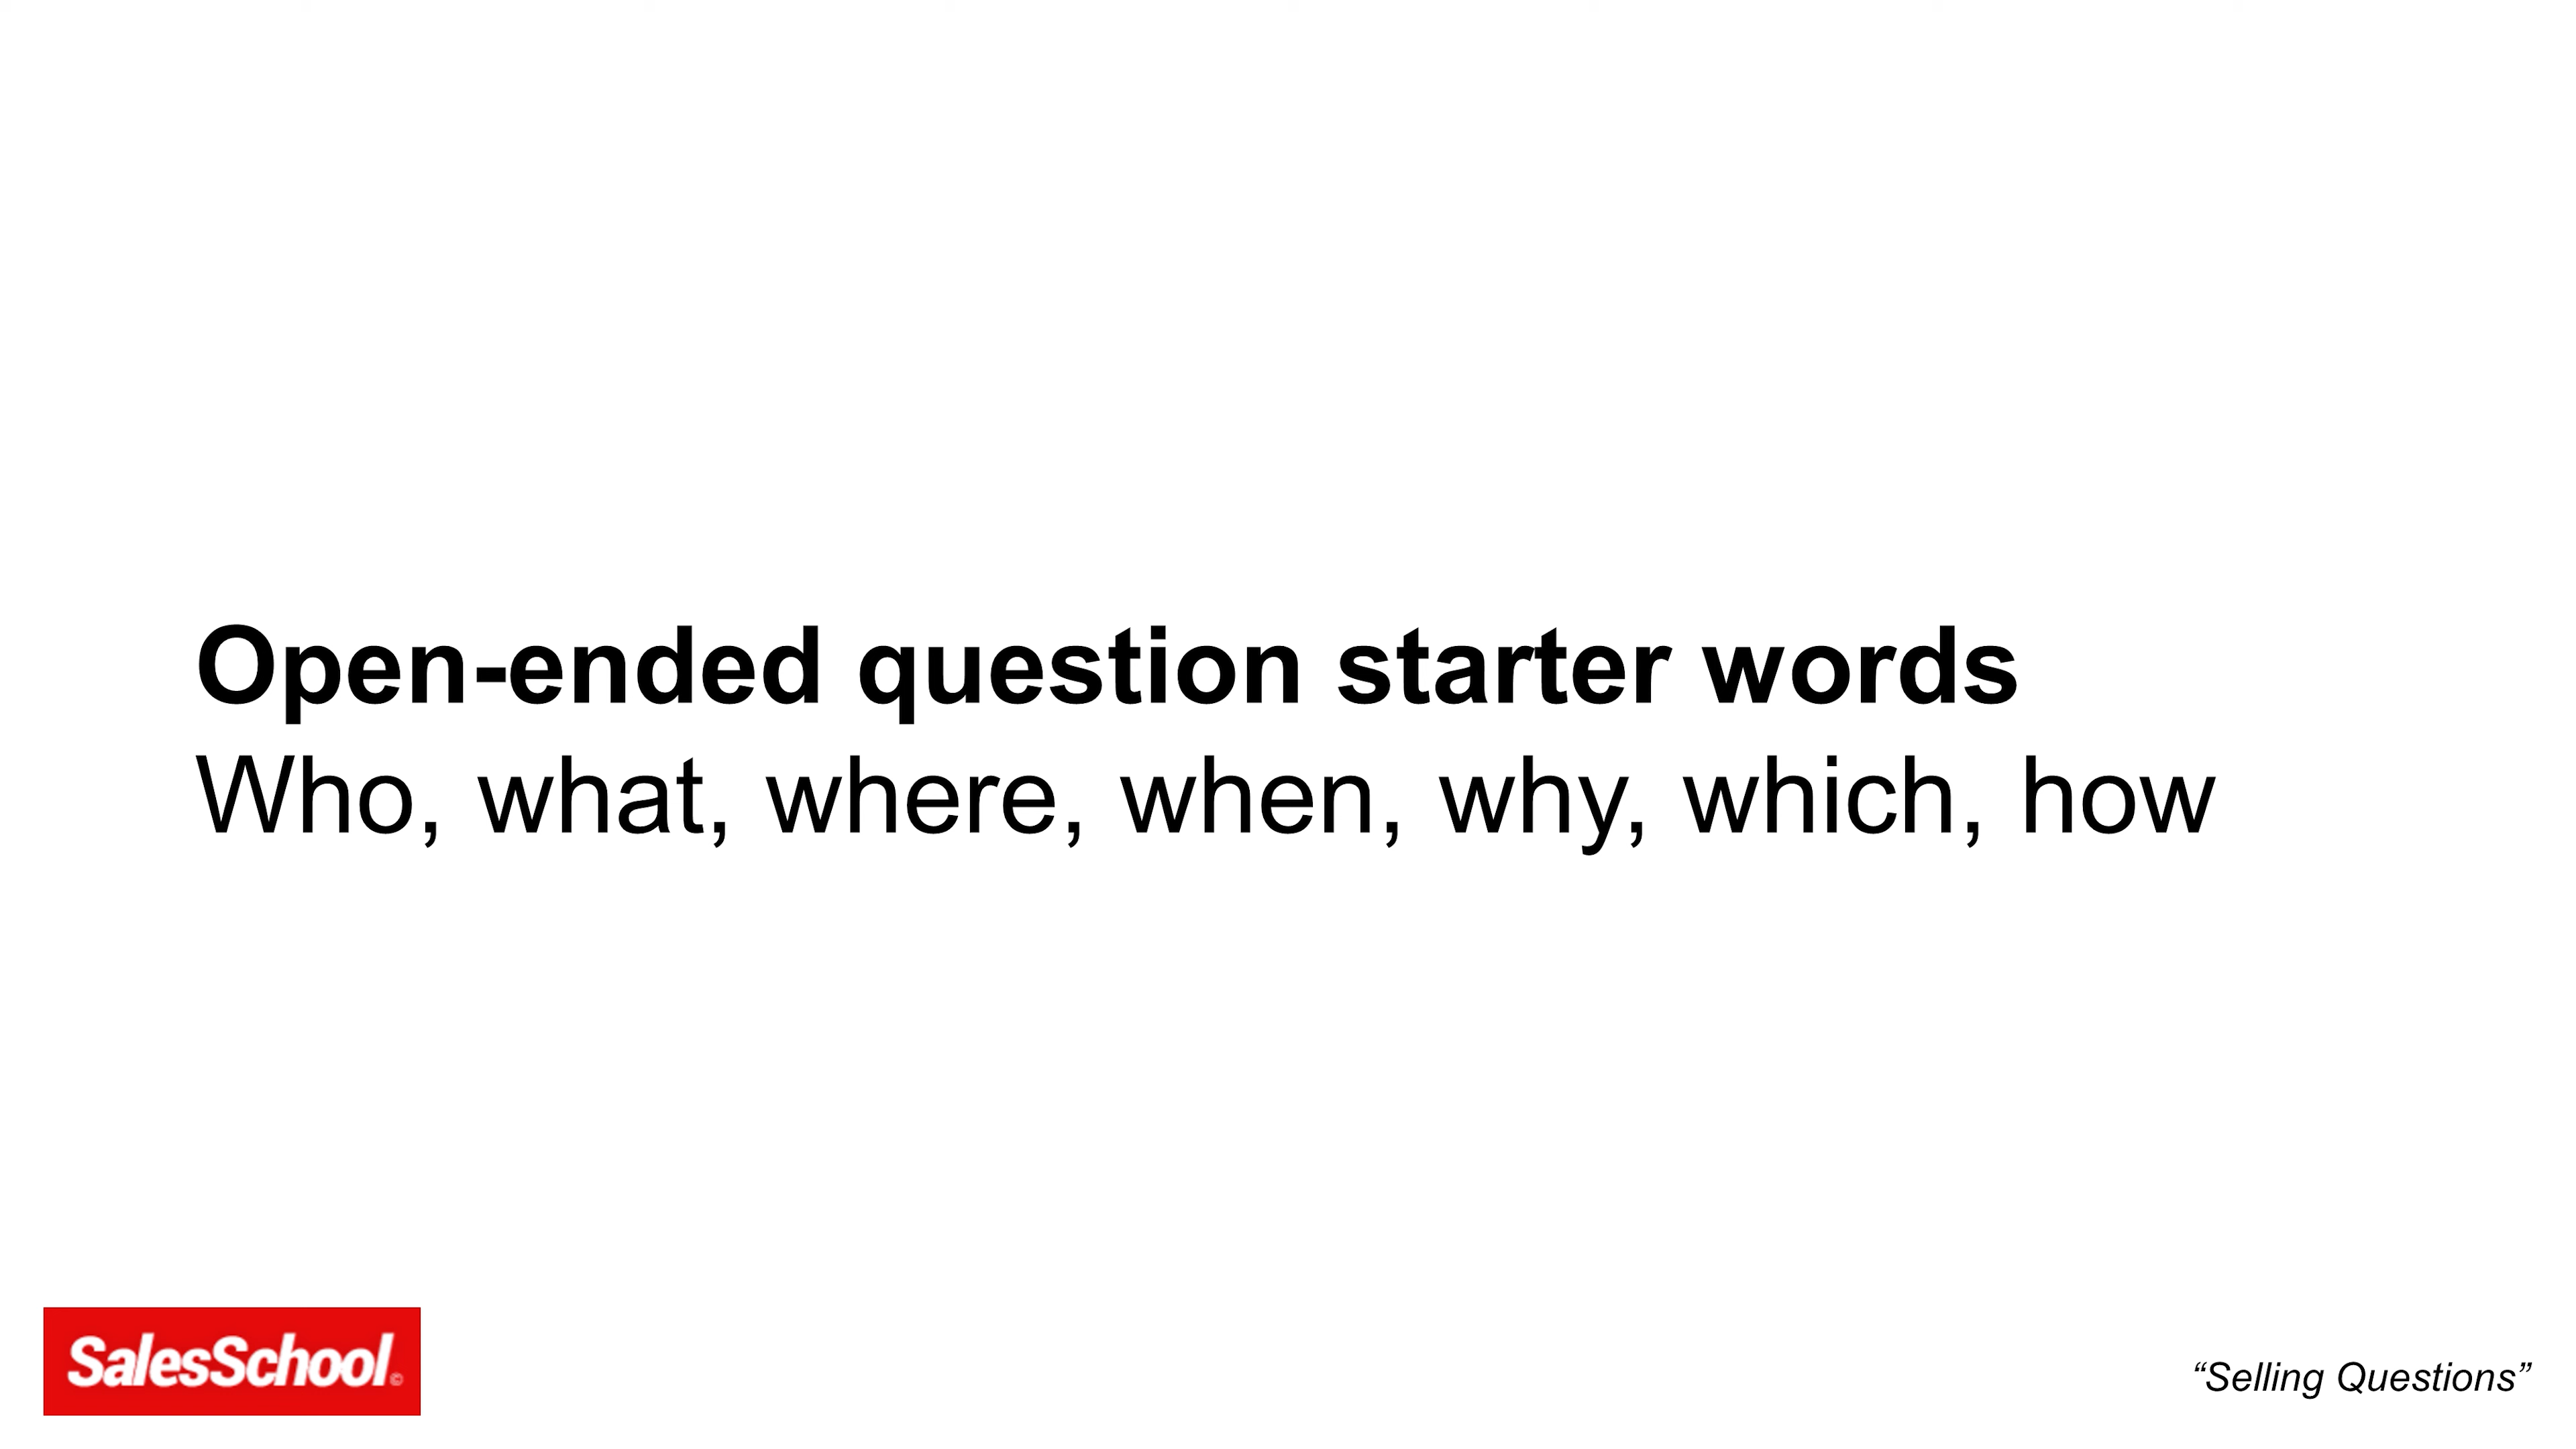 Open-ended question starter words
Who, what, where, when, why, which, how
SalesSchool©
“Selling Questions”